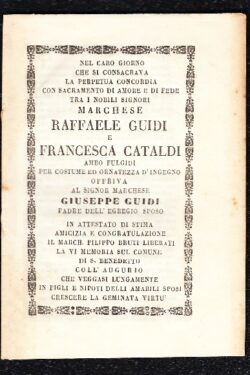 NEL CARO GIORNO
CHE SI CONSACRAVA
LA PERPETUA CONCORDIA
CON SACRAMENTO DI AMORE E DI FEDE
TRA I NOBILI SIGNORI
MARCHESE
RAFFAELE GUIDI
E
FRANCESCA CATALDI
AMBO FULGIDI
PER COSTUME ED ORNATEZZA D'INGEGNO
OFFRIVA
AL SIGNOR MARCHESE
GIUSEPPE GUIDI
PADRE DELL'EGREGIO SPOSO
IN ATTESTATO DI STIMA
AMICIZIA E CONGRATULAZIONE
IL MARCH. FILIPPO BRUTI LIBERATI
LA VI MEMORIA SUL COMUNE
DI S. BENEDETTO
COLL'AUGURIO
CHE VEGGASI LUNGAMENTE
IN FIGLI E NIPOTI DELLI AMABILI SPOSI
CRESCERE LA GEMINATA VIRTU'